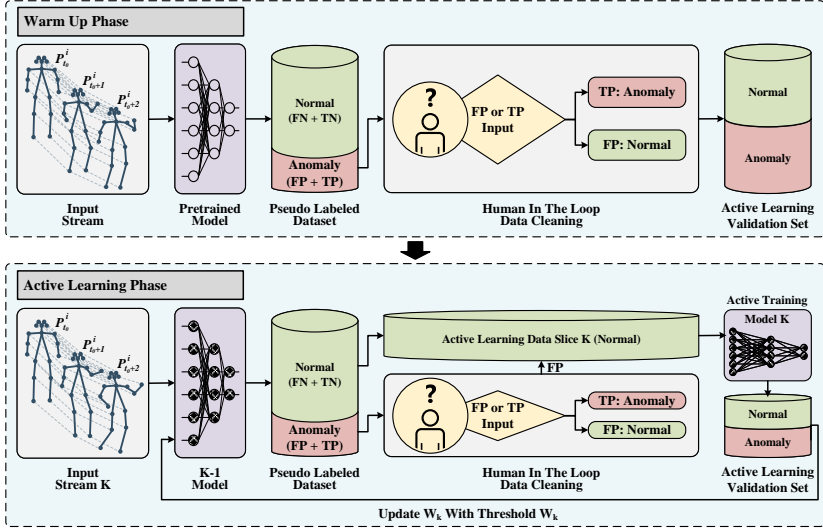 Warm Up Phase
P^i_{t_0}
P^i_{t_0+1}
P^i_{t_0+2}
Input
Stream
Pretrained
Model
Normal
(FN + TN)
Anomaly
(FP + TP)
Pseudo Labeled
Dataset
?
FP or TP
Input
TP: Anomaly
FP: Normal
Human In The Loop
Data Cleaning
Normal
Anomaly
Active Learning
Validation Set
Active Learning Phase
P^i_{t_0}
P^i_{t_0+1}
P^i_{t_0+2}
Input
Stream K
K-1
Model
Normal
(FN + TN)
Anomaly
(FP + TP)
Pseudo Labeled
Dataset
Active Learning Data Slice K (Normal)
FP
?
FP or TP
Input
TP: Anomaly
FP: Normal
Human In The Loop
Data Cleaning
Active Training
Model K
Normal
Anomaly
Active Learning
Validation Set
Update W_k With Threshold W_k